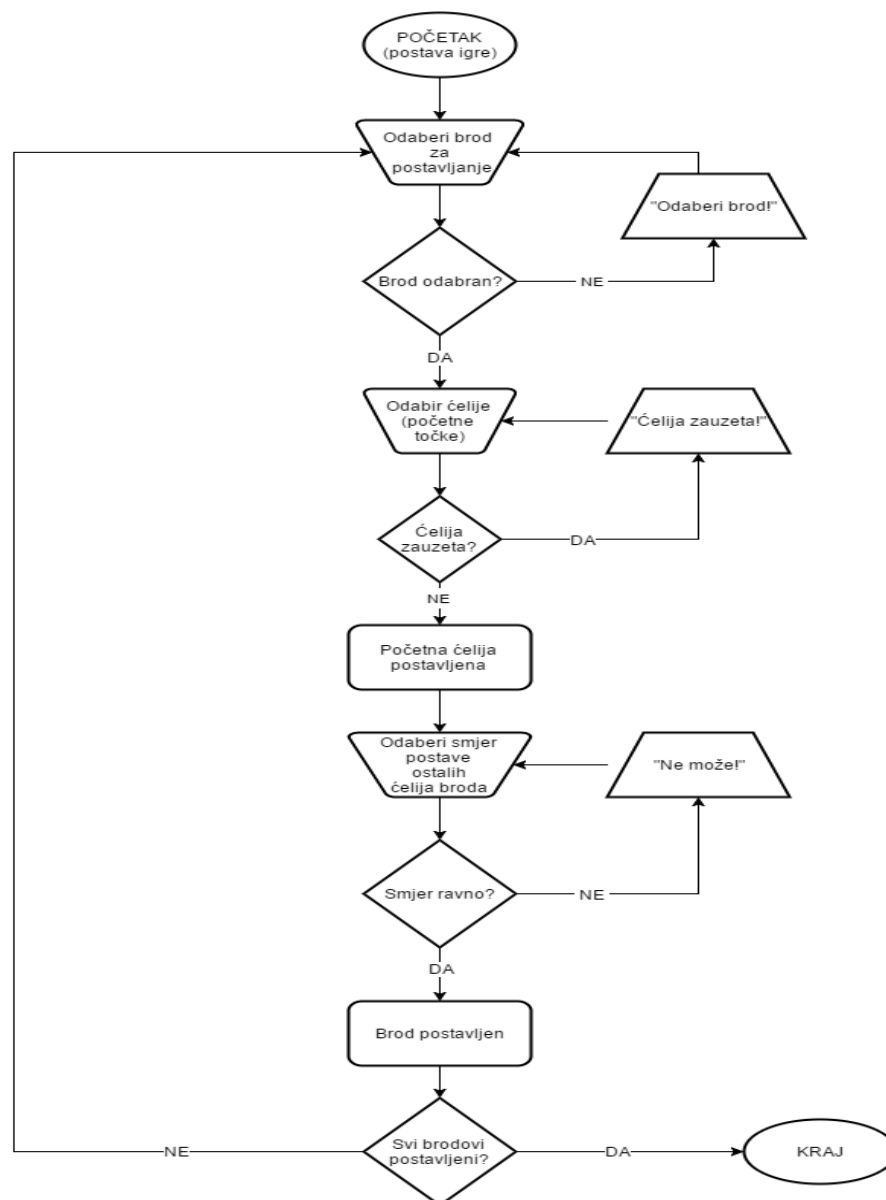 POČETAK
(postava igre)
Odaberi brod
za
postavljanje
"Odaberi brod!"
Brod odabran?
NE
DA
Odabir ćelije
(početne
točke)
"Ćelija zauzeta!"
Ćelija
zauzeta?
DA
NE
Početna ćelija
postavljena
Odaberi smjer
postave
ostalih
ćelija broda
"Ne može!"
Smjer ravno?
NE
DA
Brod postavljen
Svi brodovi
postavljeni?
NE
DA
KRAJ